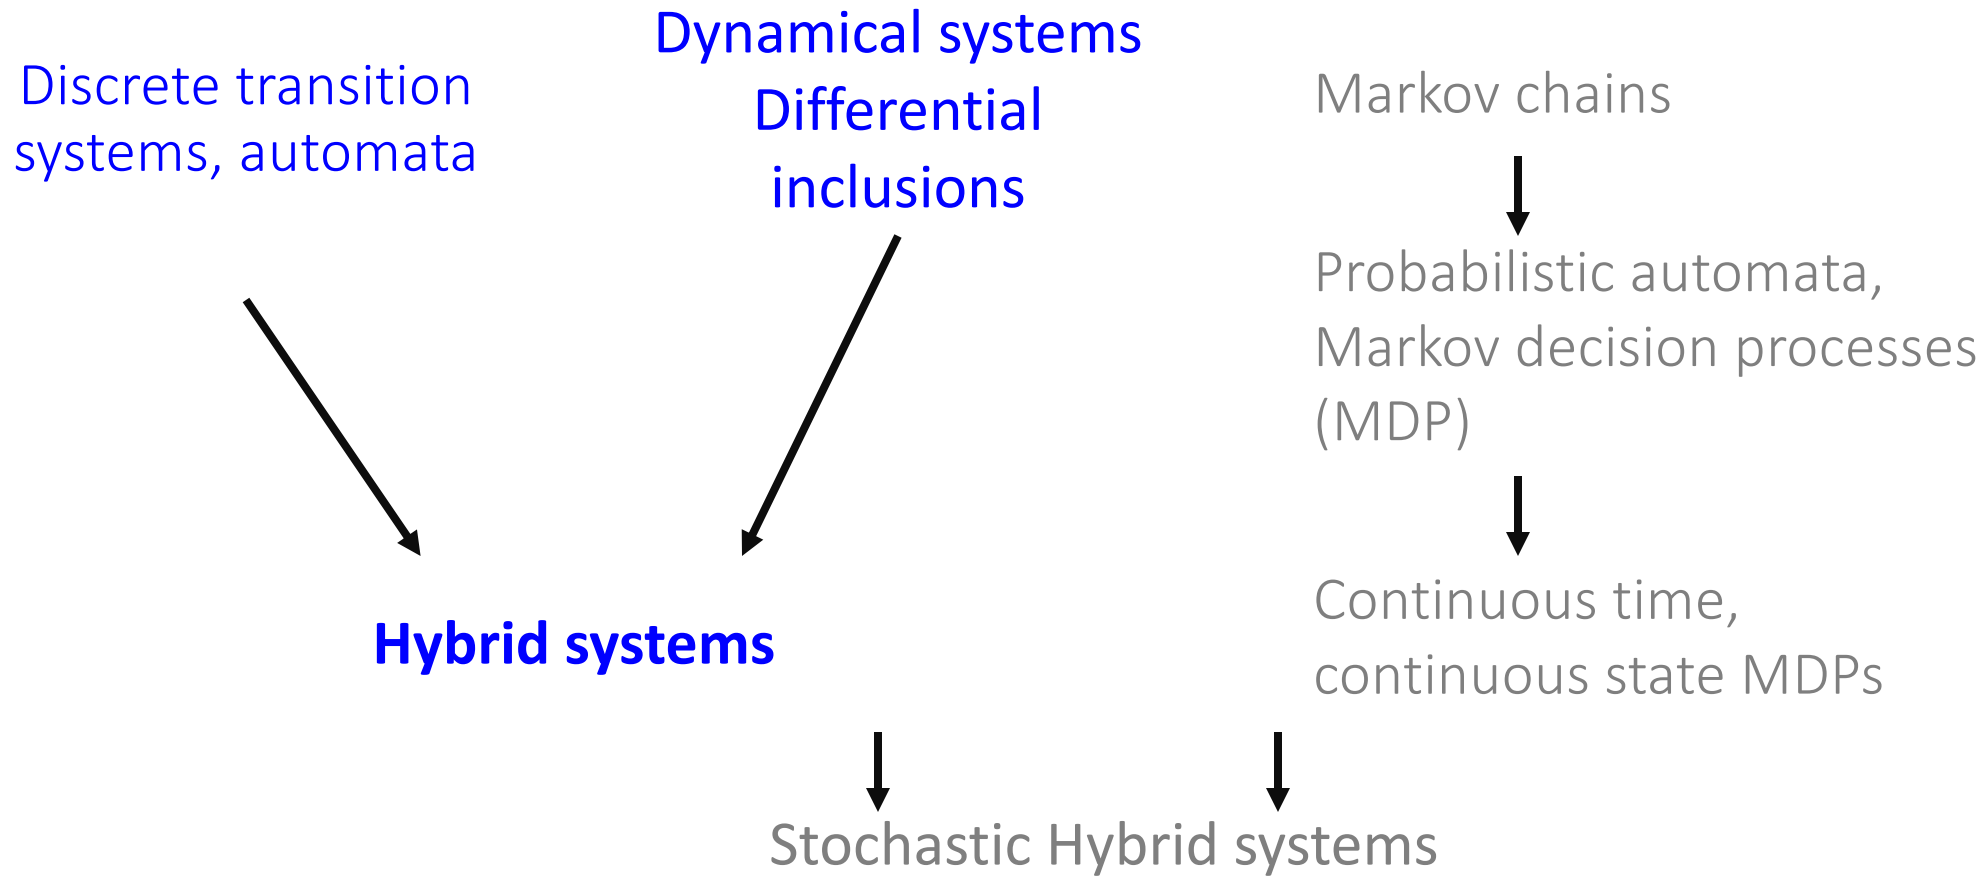 Discrete transition
systems, automata
Dynamical systems
Differential
inclusions
Markov chains
Probabilistic automata,
Markov decision processes
(MDP)
Continuous time,
continuous state MDPs
Hybrid systems
Stochastic Hybrid systems